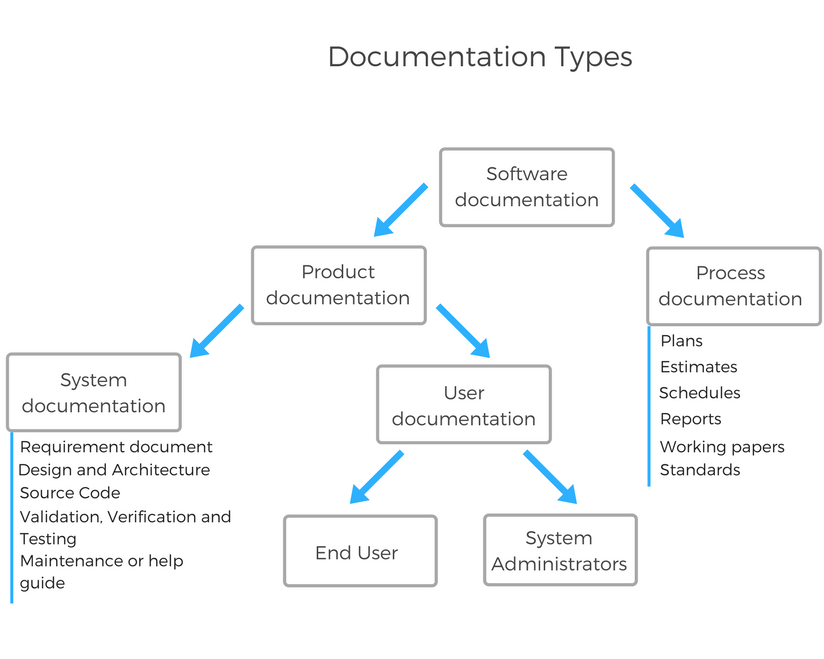 Documentation Types
Software
documentation
Product
documentation
Process
documentation
Plans
Estimates
Schedules
Reports
Working papers
Standards
System
documentation
Requirement document
Design and Architecture
Source Code
Validation, Verification and
Testing
Maintenance or help
guide
User
documentation
End User
System
Administrators